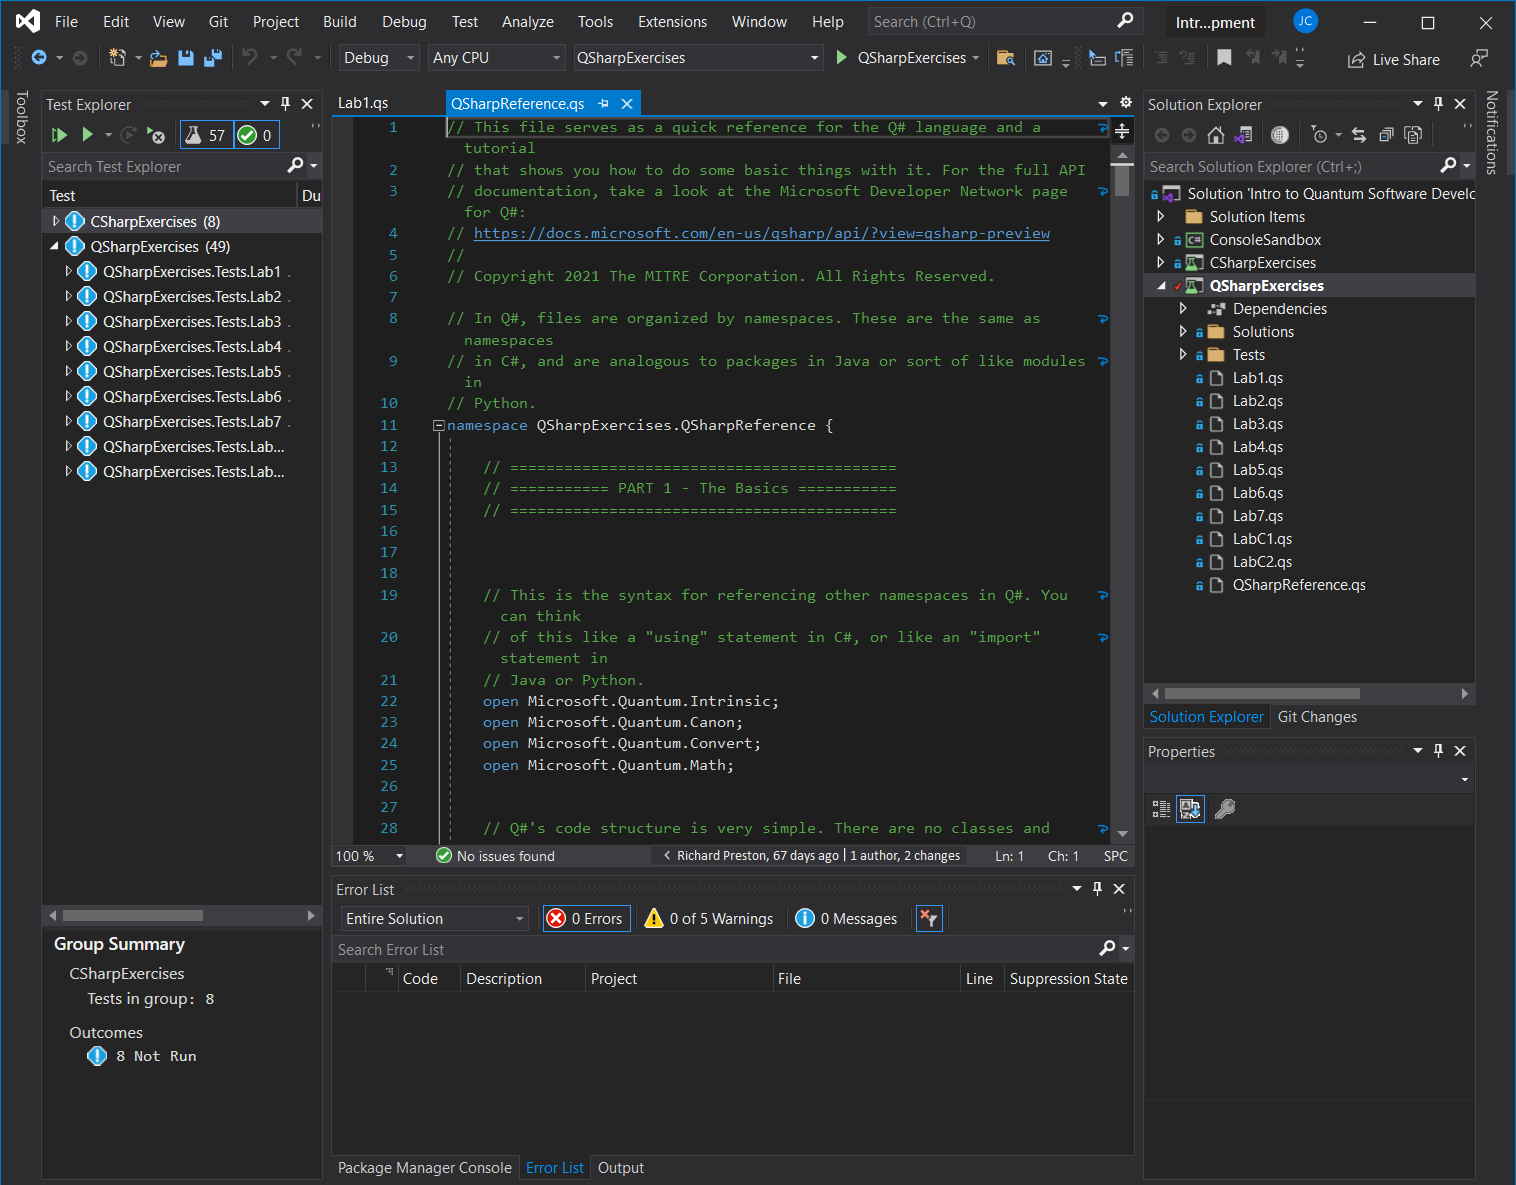 File Edit View Git Project Build Debug Test Analyze Tools Extensions Window Help Search (Ctrl+Q) Intr...pment JC
Debug Any CPU QSharpExercises QSharpExercises Live Share
Toolbox
Test Explorer
57 0
Search Test Explorer
Test Du
CSharpExercises (8)
QSharpExercises (49)
QSharpExercises.Tests.Lab1 .
QSharpExercises.Tests.Lab2 .
QSharpExercises.Tests.Lab3 .
QSharpExercises.Tests.Lab4 .
QSharpExercises.Tests.Lab5 .
QSharpExercises.Tests.Lab6 .
QSharpExercises.Tests.Lab7 .
QSharpExercises.Tests.Lab...
QSharpExercises.Tests.Lab...
Group Summary
CSharpExercises
Tests in group: 8
Outcomes
8 Not Run
Lab1.qs QSharpReference.qs
1 // This file serves as a quick reference for the Q# language and a
tutorial
2 // that shows you how to do some basic things with it. For the full API
3 // documentation, take a look at the Microsoft Developer Network page
for Q#:
4 // https://docs.microsoft.com/en-us/qsharp/api/?view=qsharp-preview
5 //
6 // Copyright 2021 The MITRE Corporation. All Rights Reserved.
7
8 // In Q#, files are organized by namespaces. These are the same as
namespaces
9 // in C#, and are analogous to packages in Java or sort of like modules
in
10 // Python.
11 namespace QSharpExercises.QSharpReference {
12
13 // ===========================================
14 // =========== PART 1 - The Basics ===========
15 // ===========================================
16
17
18
19 // This is the syntax for referencing other namespaces in Q#. You
can think
20 // of this like a "using" statement in C#, or like an "import"
statement in
21 // Java or Python.
22 open Microsoft.Quantum.Intrinsic;
23 open Microsoft.Quantum.Canon;
24 open Microsoft.Quantum.Convert;
25 open Microsoft.Quantum.Math;
26
27
28 // Q#'s code structure is very simple. There are no classes and
100 % No issues found Richard Preston, 67 days ago | 1 author, 2 changes Ln: 1 Ch: 1 SPC
Error List
Entire Solution 0 Errors 0 of 5 Warnings 0 Messages
Search Error List
Code Description Project File Line Suppression State
Package Manager Console Error List Output
Solution Explorer
Search Solution Explorer (Ctrl+;)
Solution 'Intro to Quantum Software Develo
Solution Items
C# ConsoleSandbox
CSharpExercises
QSharpExercises
Dependencies
Solutions
Tests
Lab1.qs
Lab2.qs
Lab3.qs
Lab4.qs
Lab5.qs
Lab6.qs
Lab7.qs
LabC1.qs
LabC2.qs
QSharpReference.qs
Solution Explorer Git Changes
Properties
Notifications